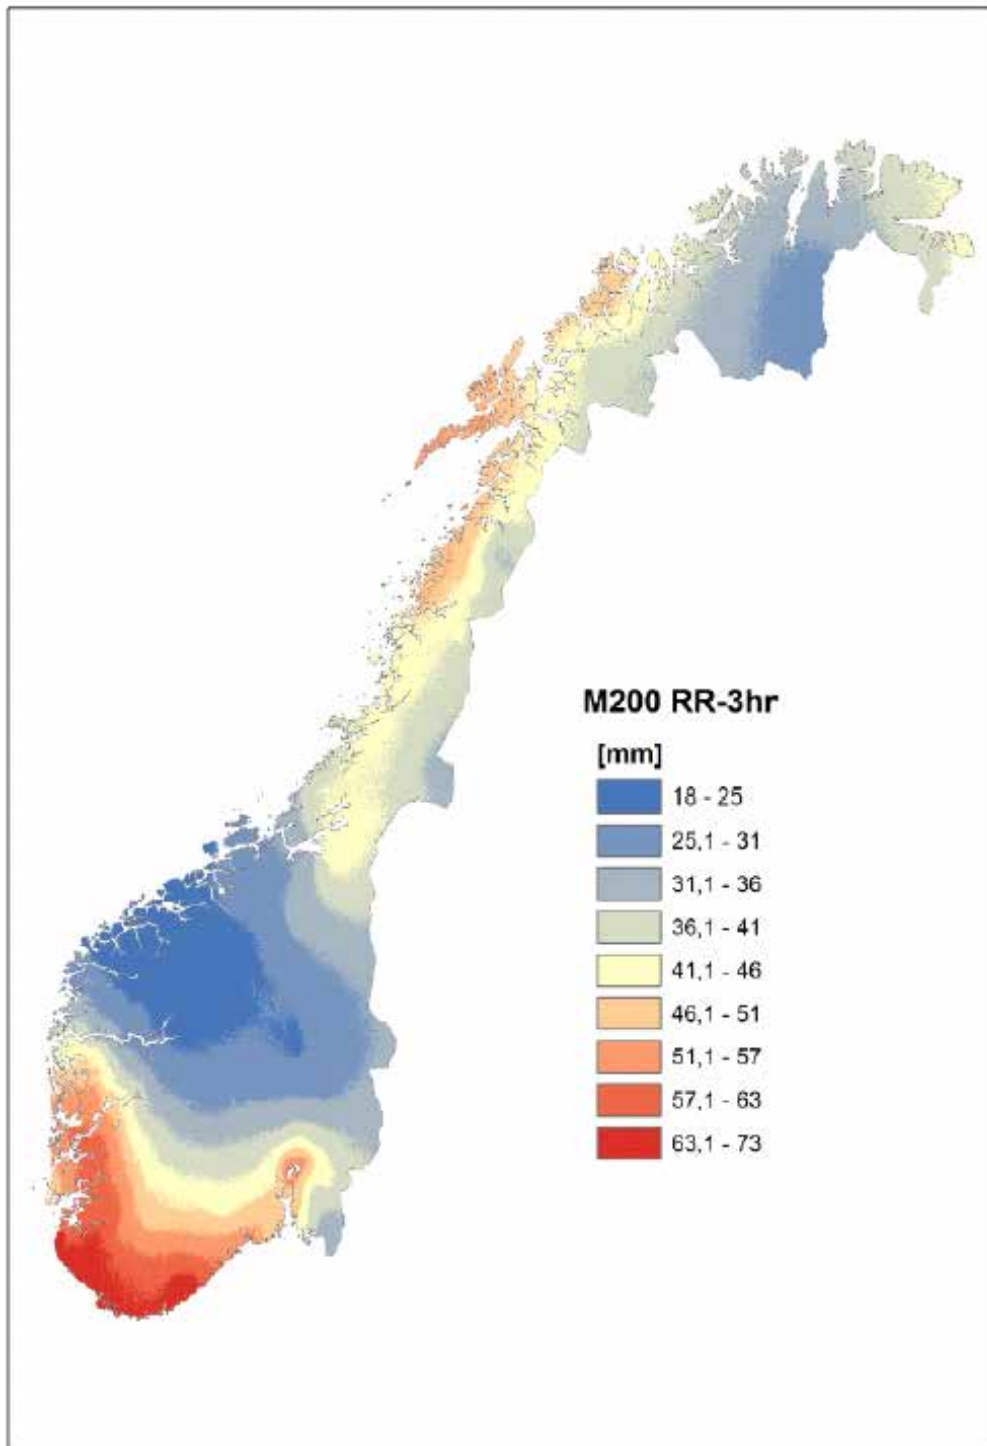 M200 RR-3hr
[mm]
18 - 25
25,1 - 31
31,1 - 36
36,1 - 41
41,1 - 46
46,1 - 51
51,1 - 57
57,1 - 63
63,1 - 73